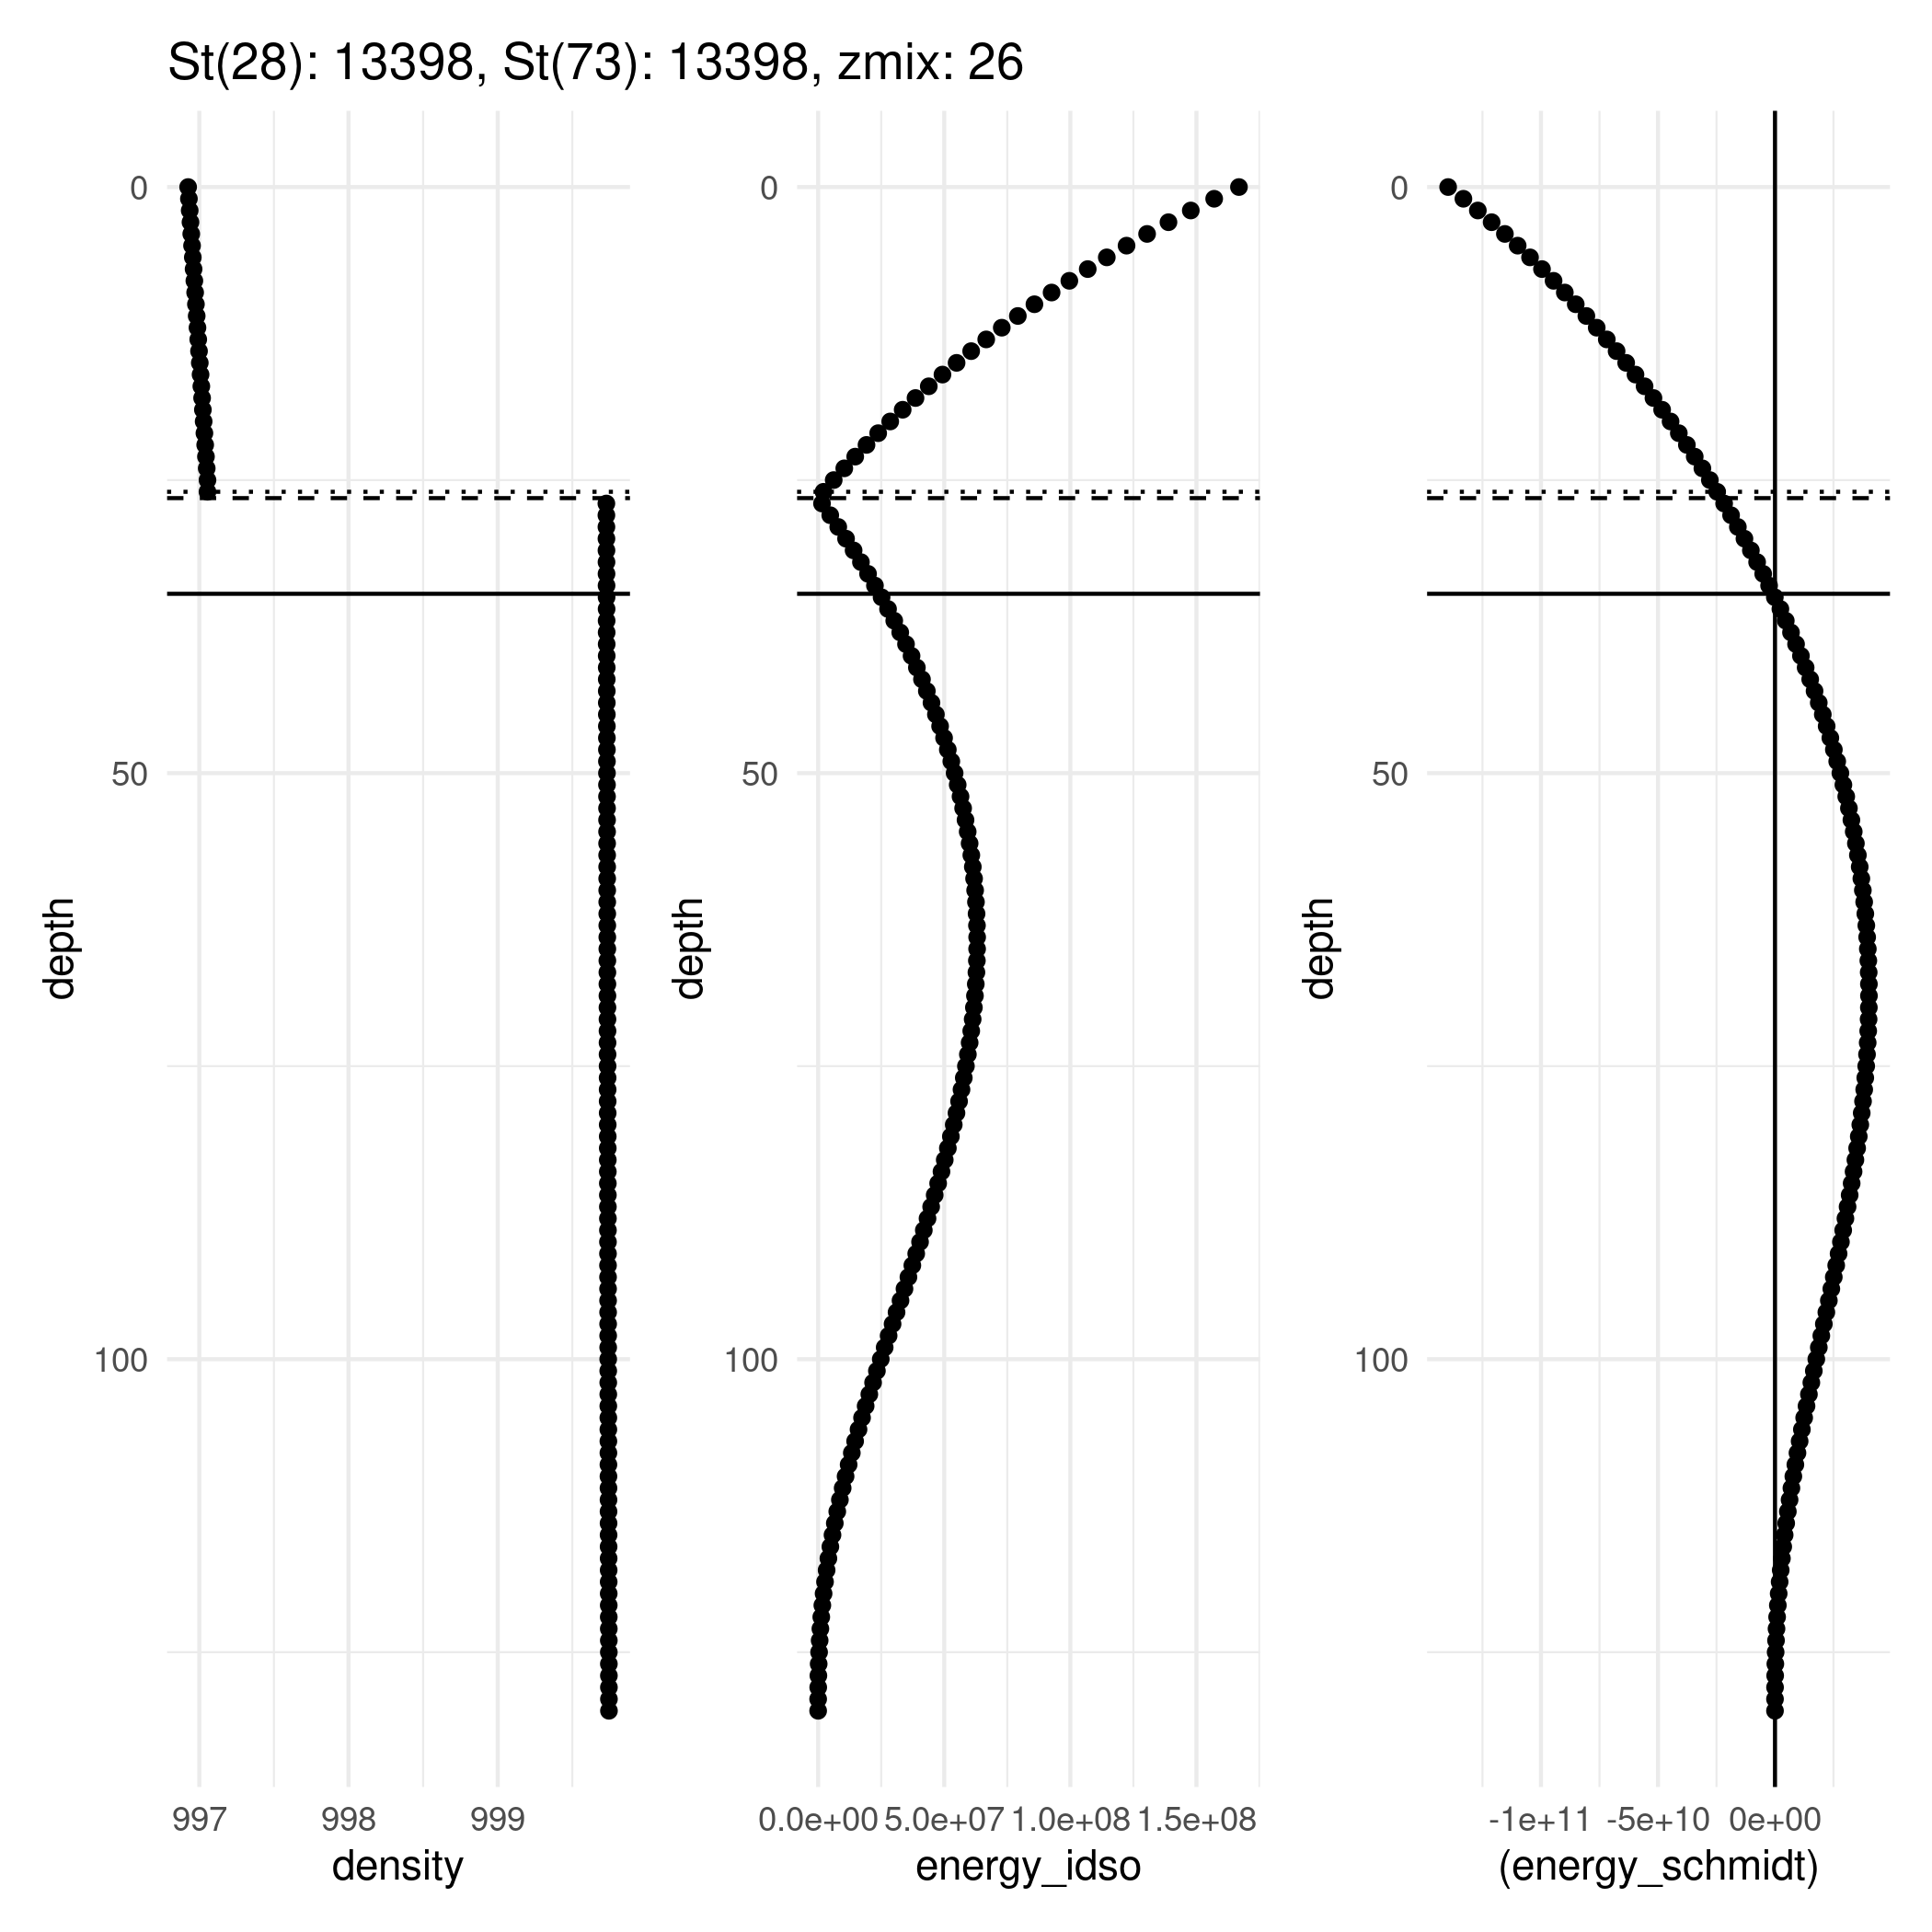 St(28): 13398, St(73): 13398, zmix: 26
0
50
100
depth
997 998 999
density
0
50
100
depth
0.0e+00 5.0e+07 1.0e+08 1.5e+08
energy_idso
0
50
100
depth
-1e+11 -5e+10 0e+00
(energy_schmidt)